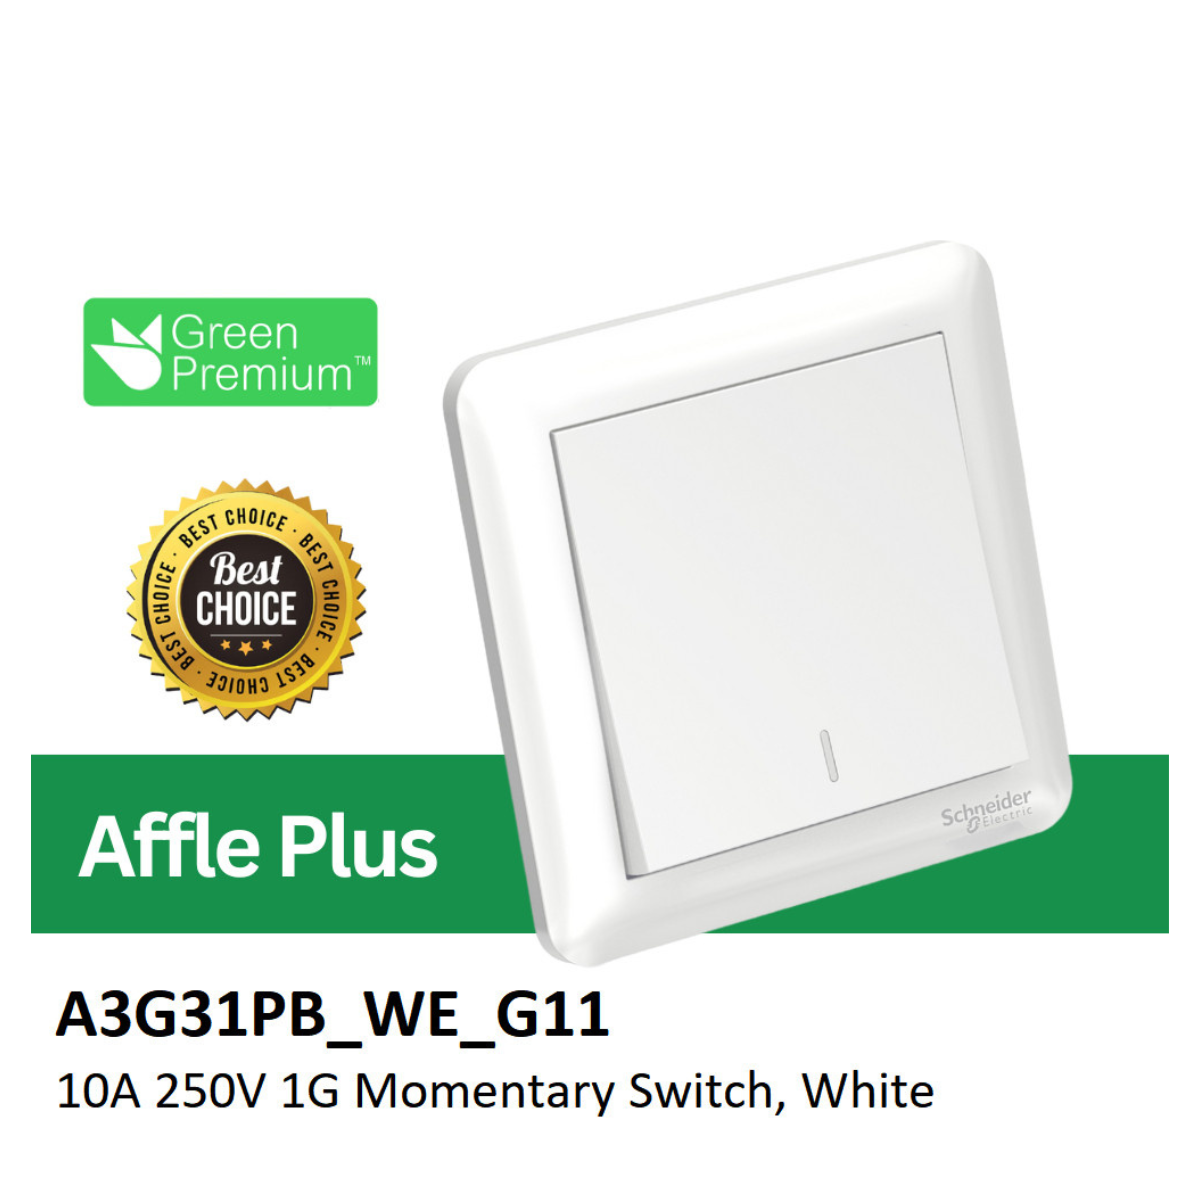 Green
Premium™
BEST CHOICE · BEST CHOICE · BEST CHOICE · BEST CHOICE ·
Best
CHOICE
Schneider
Electric
Affle Plus
A3G31PB_WE_G11
10A 250V 1G Momentary Switch, White